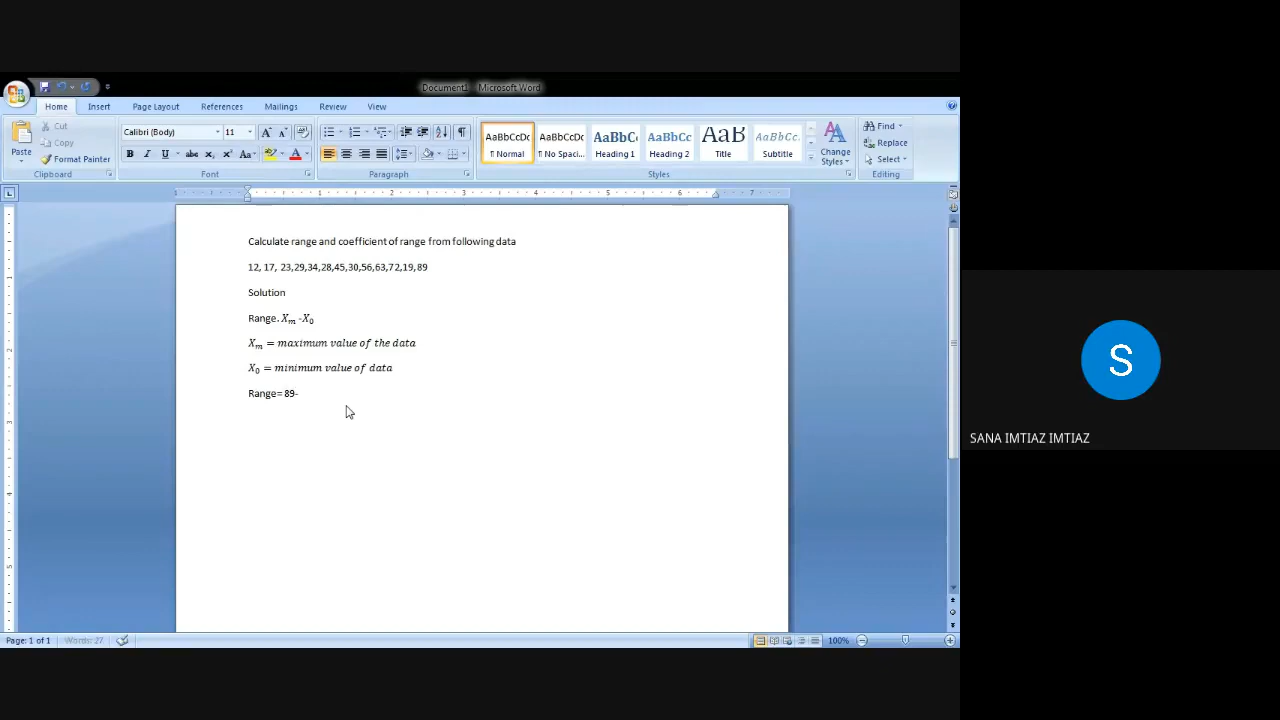 Document1 - Microsoft Word
Home Insert Page Layout References Mailings Review View
Paste
Cut
Copy
Format Painter
Clipboard
Calibri (Body) 11
Font
Paragraph
AaBbCcDc AaBbCcDc AaBbC AaBbCc AaB AaBbCc.
¶ Normal ¶ No Spaci... Heading 1 Heading 2 Title Subtitle
Change Styles
Styles
Find
Replace
Select
Editing
Calculate range and coefficient of range from following data
12, 17, 23,29,34,28,45,30,56,63,72,19,89
Solution
Range. Xₘ -X₀
Xₘ = maximum value of the data
X₀ = minimum value of data
Range= 89-
Page: 1 of 1 Words: 27
100%
S
SANA IMTIAZ IMTIAZ